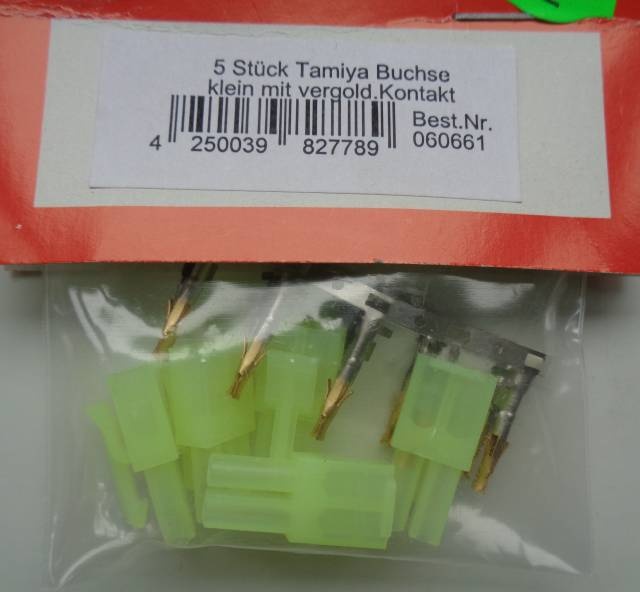 5 Stück Tamiya Buchse
klein mit vergold.Kontakt
Best.Nr.
060661
4 250039 827789